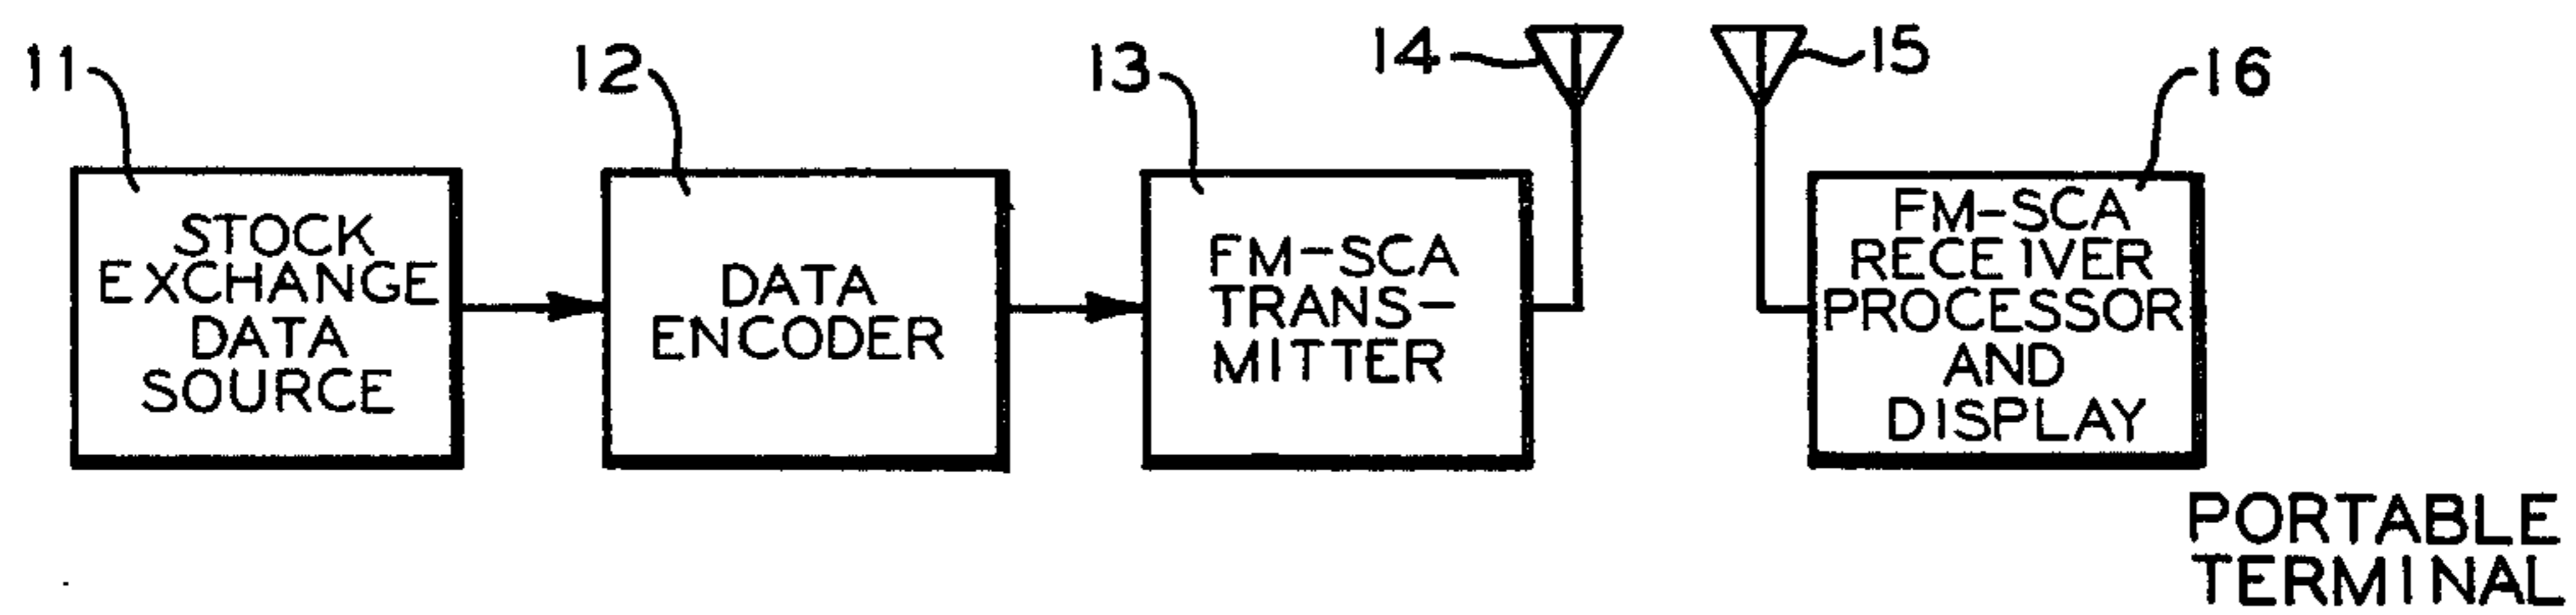 11
12
13
14
15
16
STOCK
EXCHANGE
DATA
SOURCE
DATA
ENCODER
FM-SCA
TRANS-
MITTER
FM-SCA
RECEIVER
PROCESSOR
AND
DISPLAY
PORTABLE
TERMINAL